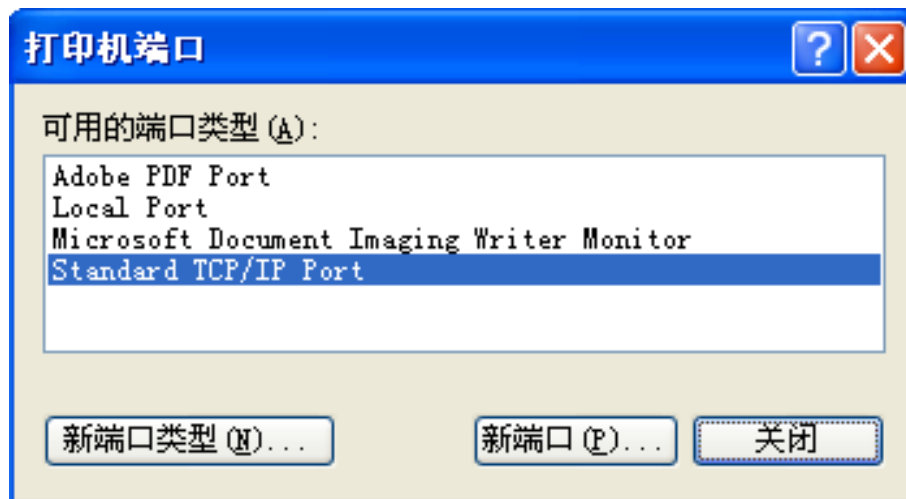 打印机端口
可用的端口类型(A):
Adobe PDF Port
Local Port
Microsoft Document Imaging Writer Monitor
Standard TCP/IP Port
新端口类型(N)... 新端口(P)... 关闭